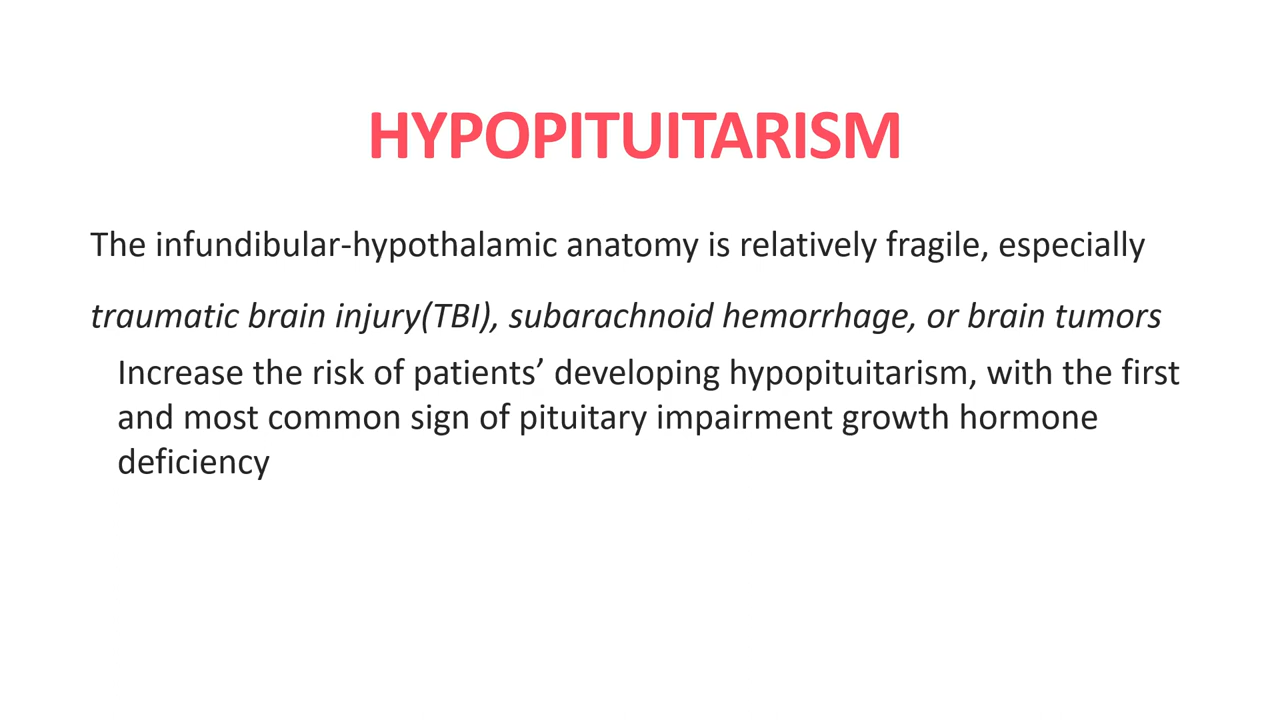 HYPOPITUITARISM
The infundibular-hypothalamic anatomy is relatively fragile, especially
traumatic brain injury(TBI), subarachnoid hemorrhage, or brain tumors
Increase the risk of patients’ developing hypopituitarism, with the first
and most common sign of pituitary impairment growth hormone
deficiency